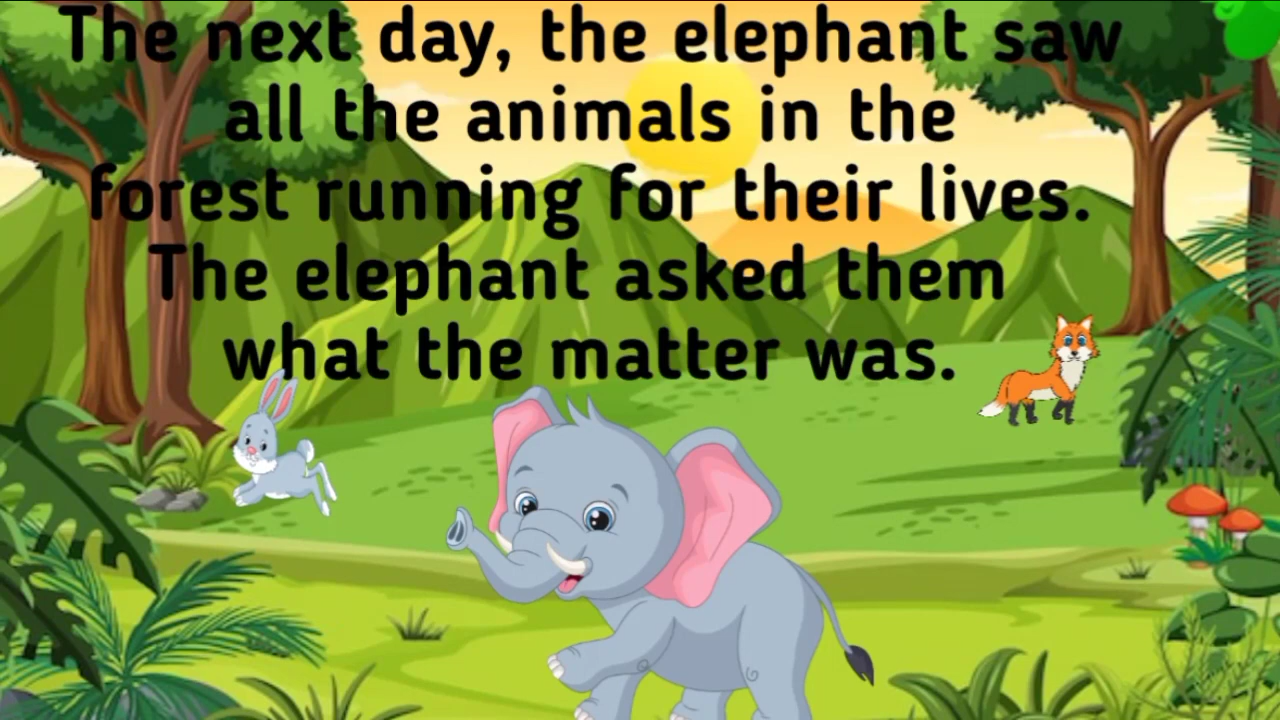 The next day, the elephant saw
all the animals in the
forest running for their lives.
The elephant asked them
what the matter was.